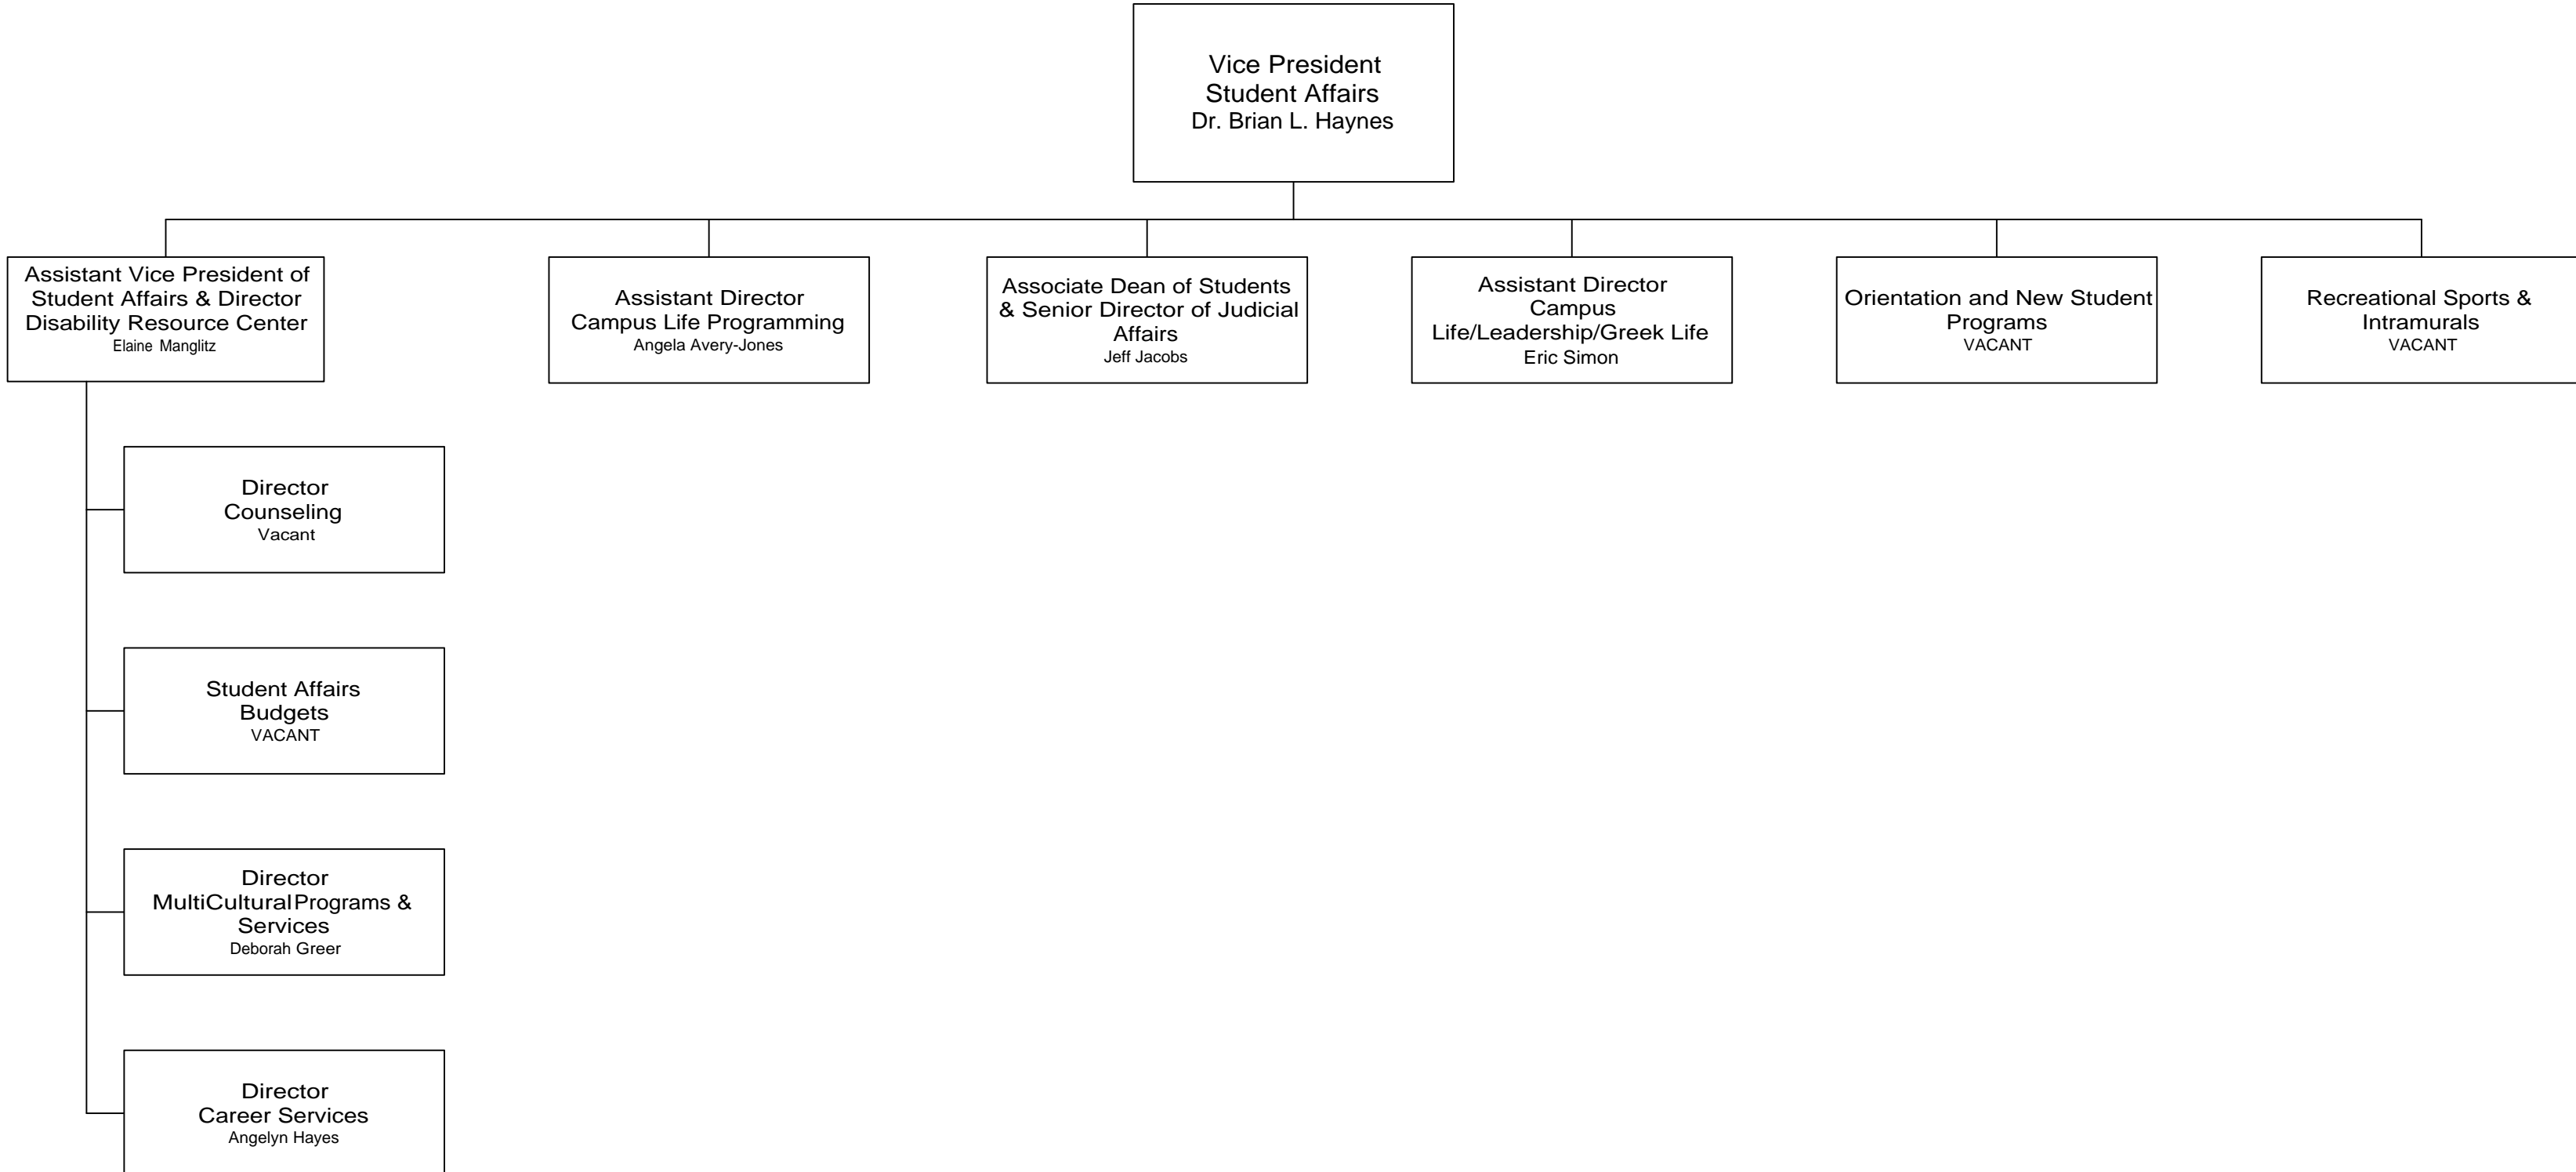 Vice President
Student Affairs
Dr. Brian L. Haynes
Assistant Vice President of
Student Affairs & Director
Disability Resource Center
Elaine Manglitz
Assistant Director
Campus Life Programming
Angela Avery-Jones
Associate Dean of Students
& Senior Director of Judicial
Affairs
Jeff Jacobs
Assistant Director
Campus
Life/Leadership/Greek Life
Eric Simon
Orientation and New Student
Programs
VACANT
Recreational Sports &
Intramurals
VACANT
Director
Counseling
Vacant
Student Affairs
Budgets
VACANT
Director
MultiCultural Programs &
Services
Deborah Greer
Director
Career Services
Angelyn Hayes